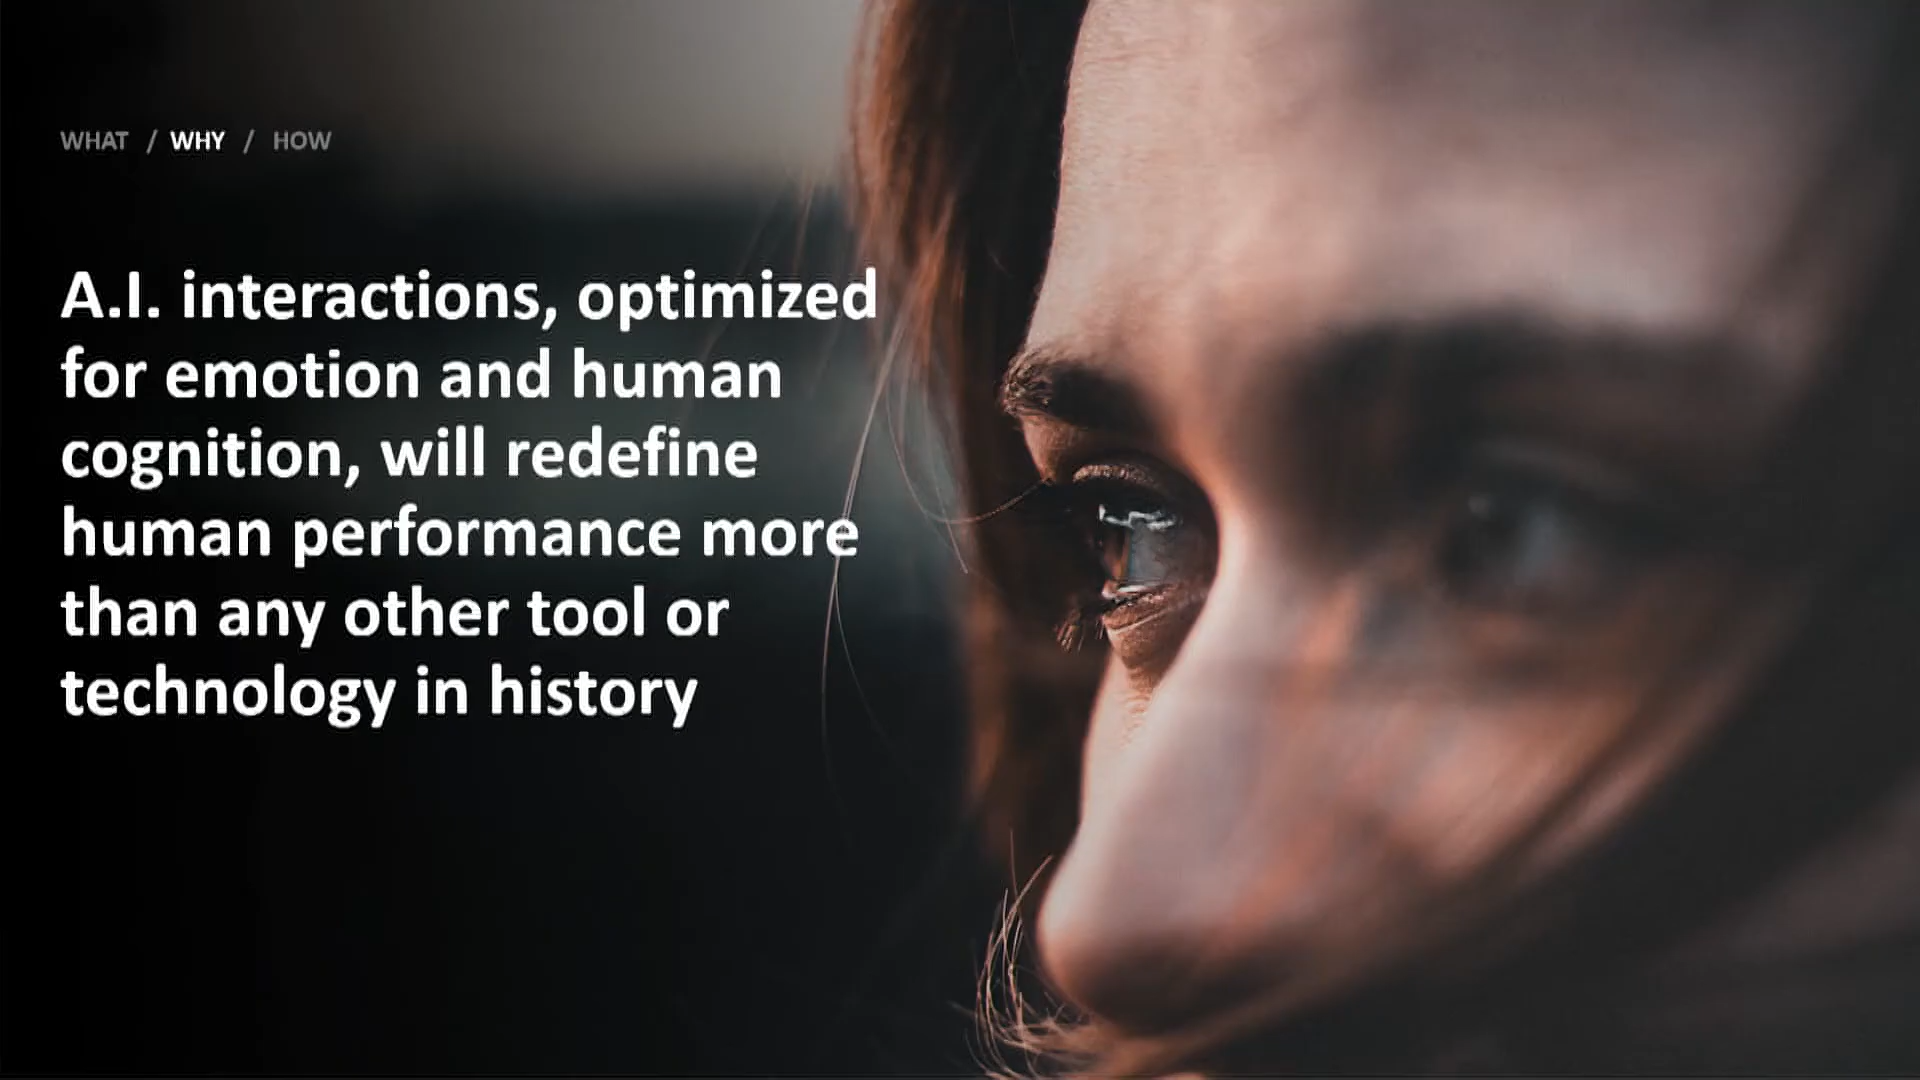 WHAT / WHY / HOW
A.I. interactions, optimized
for emotion and human
cognition, will redefine
human performance more
than any other tool or
technology in history